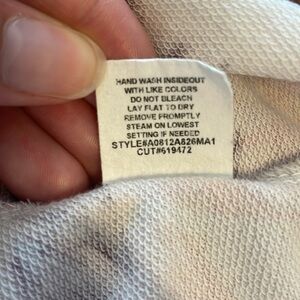 HAND WASH INSIDEOUT
WITH LIKE COLORS
DO NOT BLEACH
LAY FLAT TO DRY
REMOVE PROMPTLY
STEAM ON LOWEST
SETTING IF NEEDED
STYLE#A0812A826MA1
CUT#619472